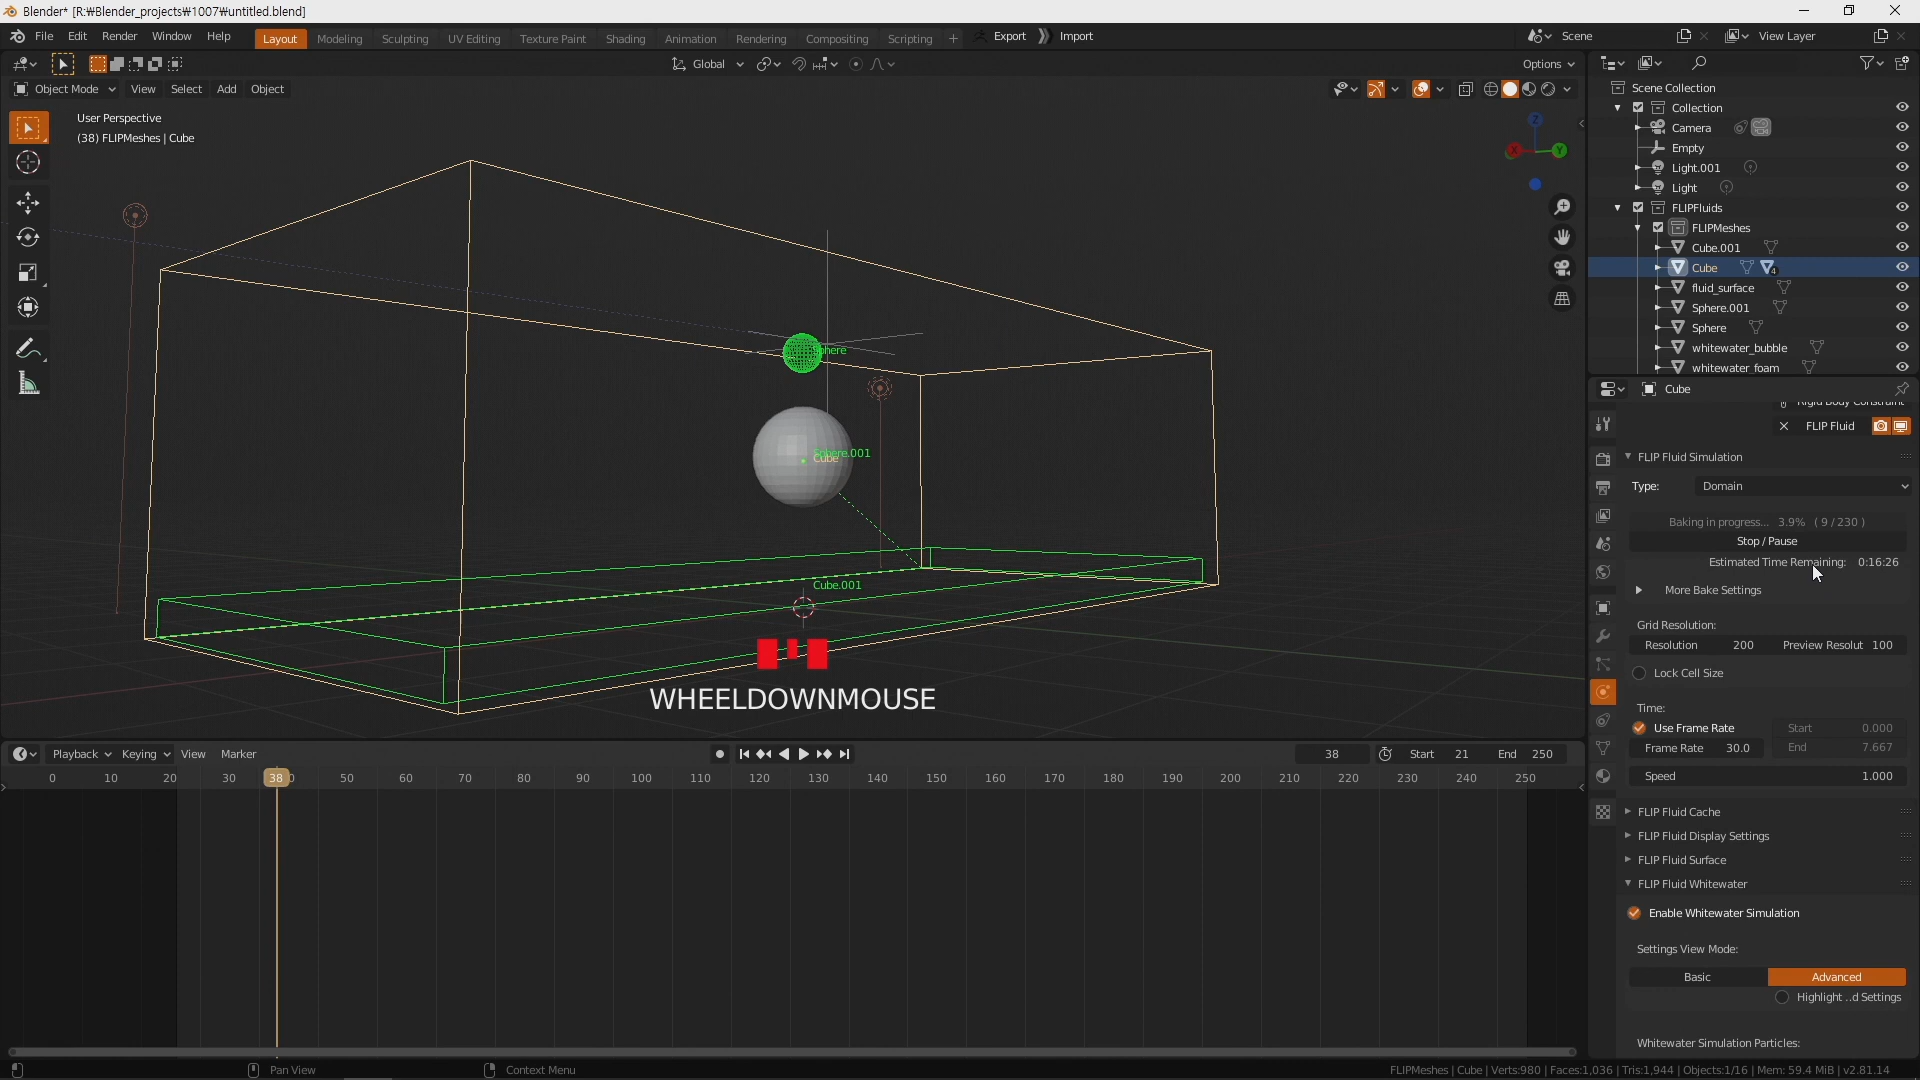 Blender* [R:₩Blender_projects₩1007₩untitled.blend]
File Edit Render Window Help Layout Modeling Sculpting UV Editing Texture Paint Shading Animation Rendering Compositing Scripting + Export Import Scene View Layer
Global Options
Object Mode View Select Add Object
User Perspective
(38) FLIPMeshes | Cube
Z
X
Y
Sphere
Sphere.001
Cube
Cube.001
WHEELDOWNMOUSE
Scene Collection
Collection
Camera
Empty
Light.001
Light
FLIPFluids
FLIPMeshes
Cube.001
Cube 4
fluid_surface
Sphere.001
Sphere
whitewater_bubble
whitewater_foam
Cube
Rigid Body Constraint
FLIP Fluid
FLIP Fluid Simulation
Type: Domain
Baking in progress... 3.9% ( 9 / 230 )
Stop / Pause
Estimated Time Remaining: 0:16:26
More Bake Settings
Grid Resolution:
Resolution 200 Preview Resolut 100
Lock Cell Size
Time:
Use Frame Rate Start 0.000
Frame Rate 30.0 End 7.667
Speed 1.000
FLIP Fluid Cache
FLIP Fluid Display Settings
FLIP Fluid Surface
FLIP Fluid Whitewater
Enable Whitewater Simulation
Settings View Mode:
Basic Advanced
Highlight ..d Settings
Whitewater Simulation Particles:
Playback Keying View Marker 38 Start 21 End 250
0 10 20 30 38 0 50 60 70 80 90 100 110 120 130 140 150 160 170 180 190 200 210 220 230 240 250
Pan View Context Menu FLIPMeshes | Cube | Verts:980 | Faces:1,036 | Tris:1,944 | Objects:1/16 | Mem: 59.4 MiB | v2.81.14